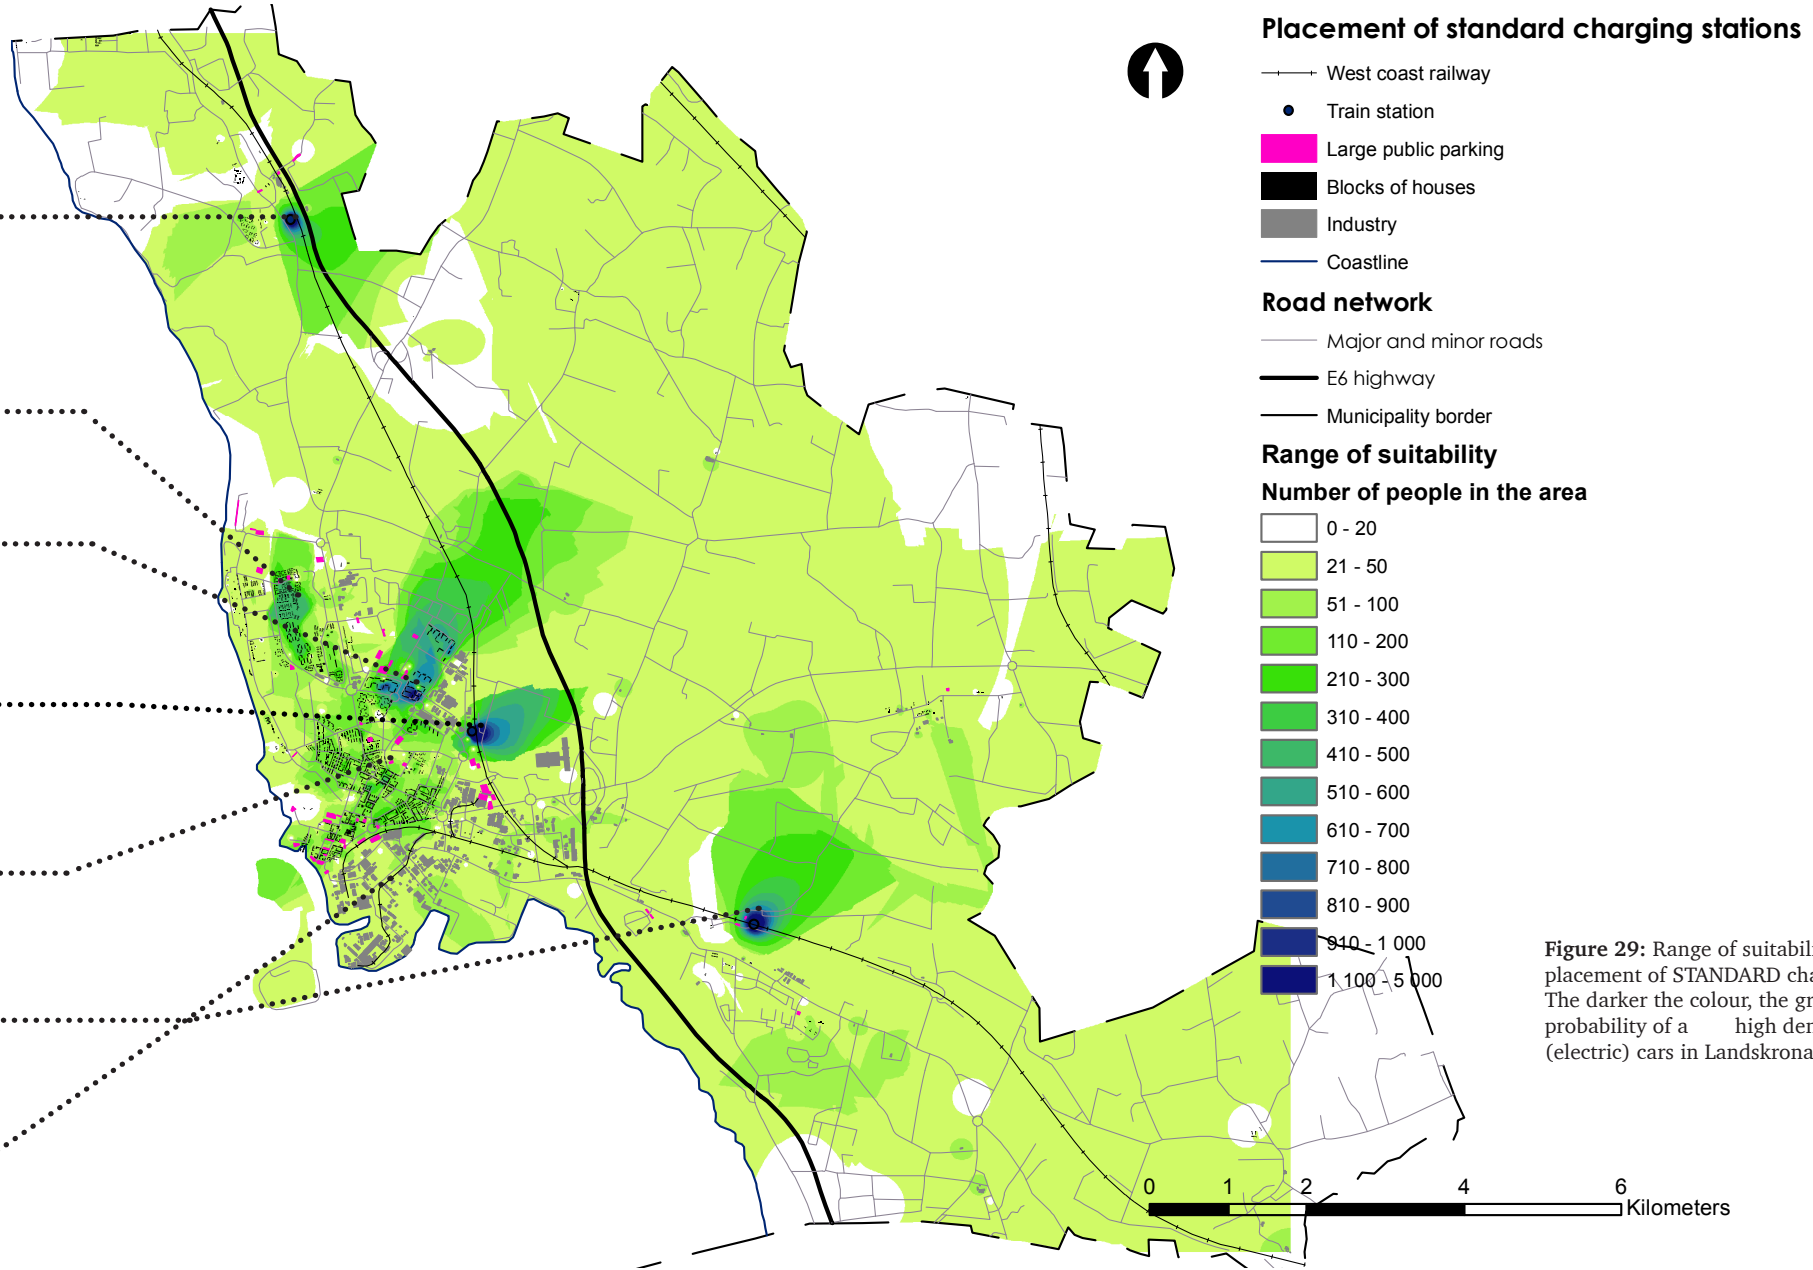 Placement of standard charging stations
West coast railway
Train station
Large public parking
Blocks of houses
Industry
Coastline
Road network
Major and minor roads
E6 highway
Municipality border
Range of suitability
Number of people in the area
0 - 20
21 - 50
51 - 100
110 - 200
210 - 300
310 - 400
410 - 500
510 - 600
610 - 700
710 - 800
810 - 900
910 - 1 000
1 100 - 5 000
Figure 29: Range of suitabili
placement of STANDARD cha
The darker the colour, the gr
probability of a high den
(electric) cars in Landskrona
0 1 2 4 6
Kilometers